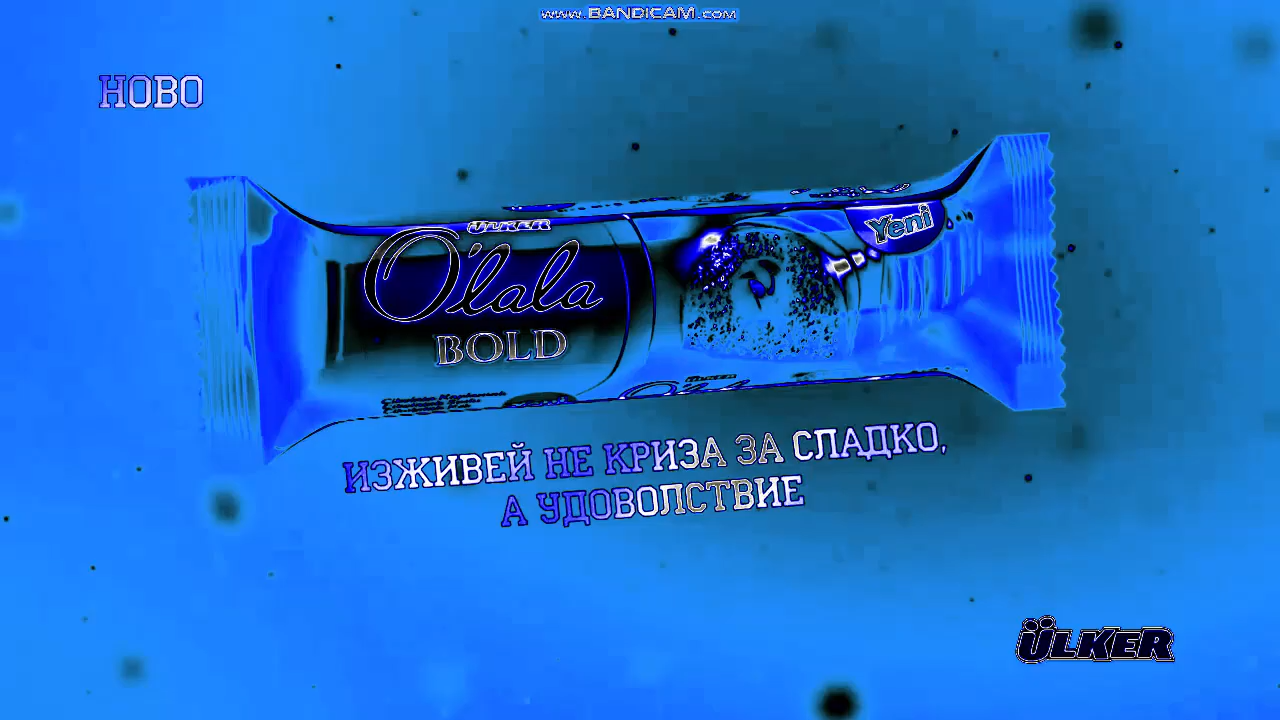 www.BANDICAM.com
НОВО
ÜLKER
O'lala
BOLD
Yeni
ИЗЖИВЕЙ НЕ КРИЗА ЗА СЛАДКО,
А УДОВОЛСТВИЕ
ÜLKER